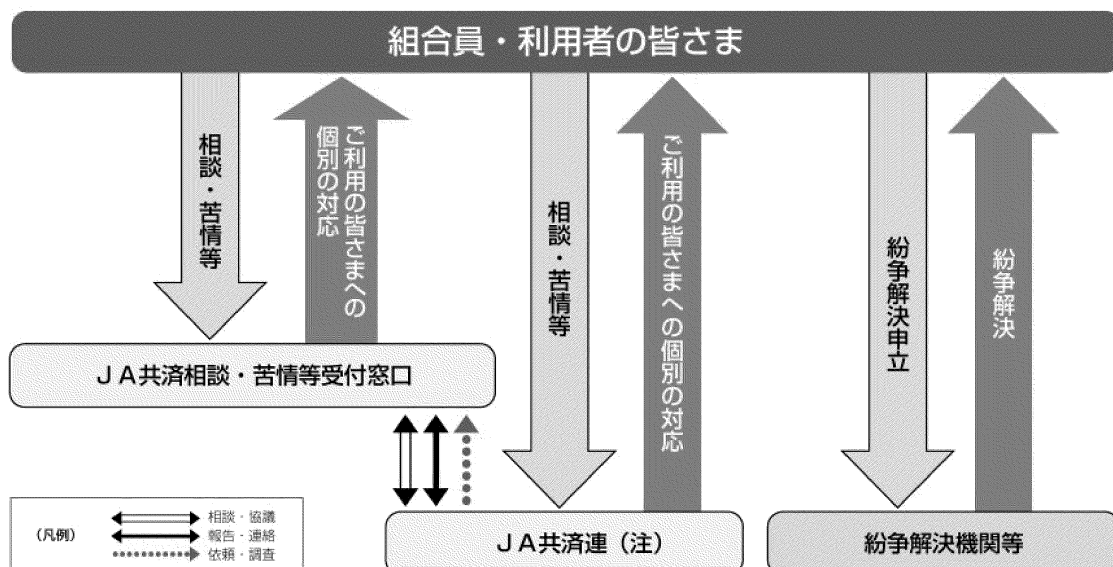 組合員・利用者の皆さま
相談・苦情等
ご利用の皆さまへの
個別の対応
相談・苦情等
ご利用の皆さまへの個別の対応
紛争解決申立
紛争解決
ＪＡ共済相談・苦情等受付窓口
(凡例)
相談・協議
報告・連絡
依頼・調査
ＪＡ共済連（注）
紛争解決機関等